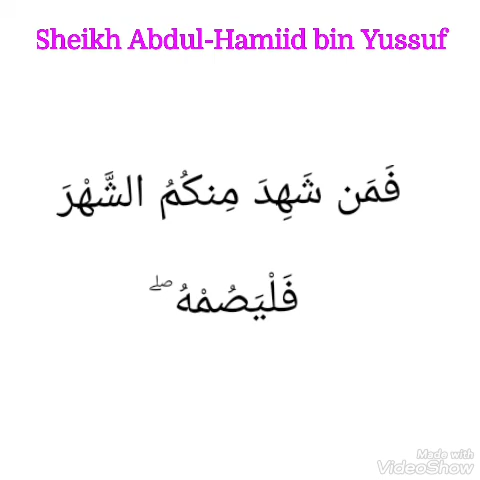 Sheikh Abdul-Hamiid bin Yussuf
فَمَن شَهِدَ مِنكُمُ الشَّهْرَ
فَلْيَصُمْهُ ۖ
Made with
VideoShow